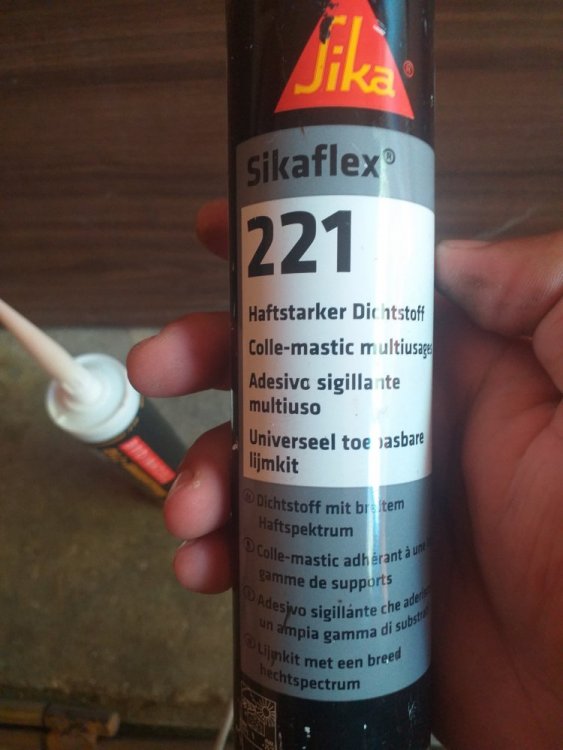 Sika®
Sikaflex®
221
Haftstarker Dichtstoff
Colle-mastic multiusages
Adesivo sigillante
multiuso
Universeel toepasbare
lijmkit
Dichtstoff mit breitem
Haftspektrum
Colle-mastic adhérant à une
gamme de supports
Adesivo sigillante che aderisce
un ampia gamma di substrati
Lijmkit met een breed
hechtspectrum